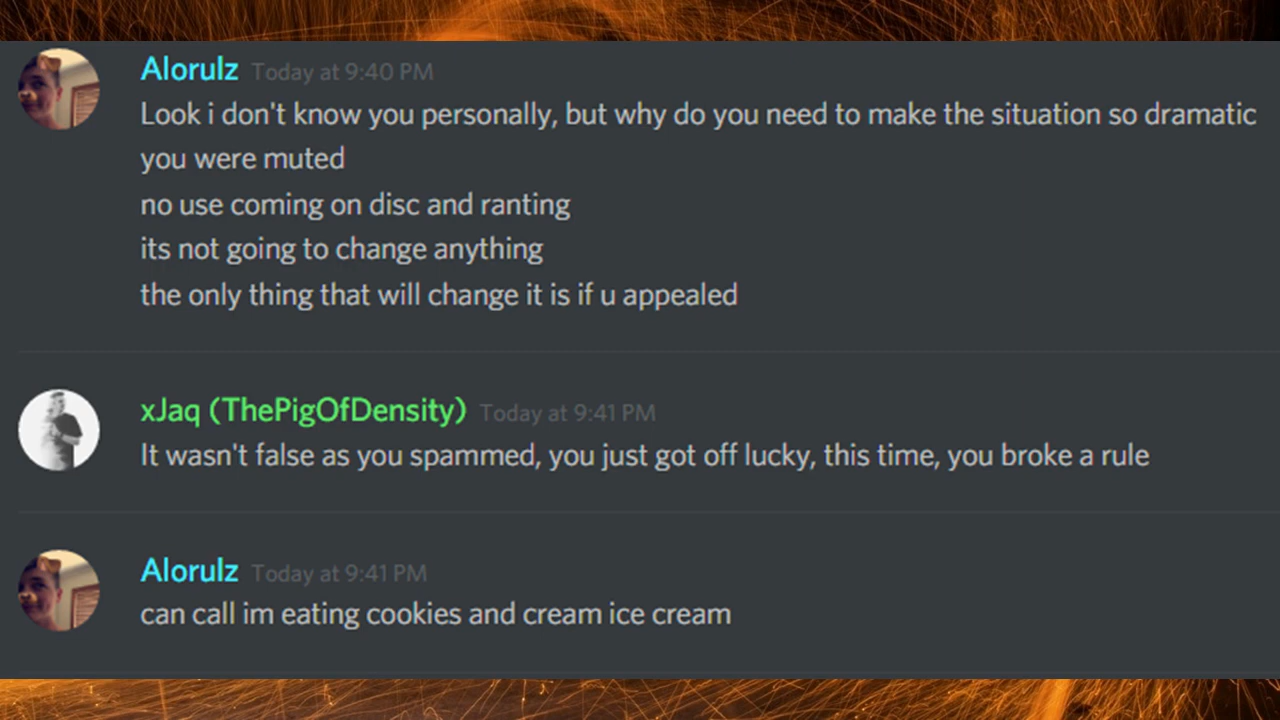 Alorulz Today at 9:40 PM
Look i don't know you personally, but why do you need to make the situation so dramatic
you were muted
no use coming on disc and ranting
its not going to change anything
the only thing that will change it is if u appealed
xJaq (ThePigOfDensity) Today at 9:41 PM
It wasn't false as you spammed, you just got off lucky, this time, you broke a rule
Alorulz Today at 9:41 PM
can call im eating cookies and cream ice cream